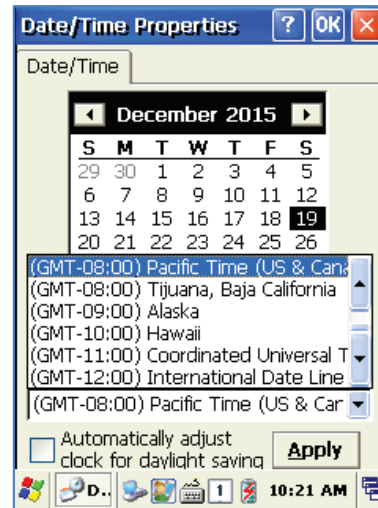 Date/Time Properties ? OK ×
Date/Time
December 2015
S M T W T F S
29 30 1 2 3 4 5
6 7 8 9 10 11 12
13 14 15 16 17 18 19
20 21 22 23 24 25 26
(GMT-08:00) Pacific Time (US & Cana
(GMT-08:00) Tijuana, Baja California
(GMT-09:00) Alaska
(GMT-10:00) Hawaii
(GMT-11:00) Coordinated Universal T
(GMT-12:00) International Date Line
(GMT-08:00) Pacific Time (US & Car
Automatically adjust
clock for daylight saving
Apply
D.. 1 10:21 AM